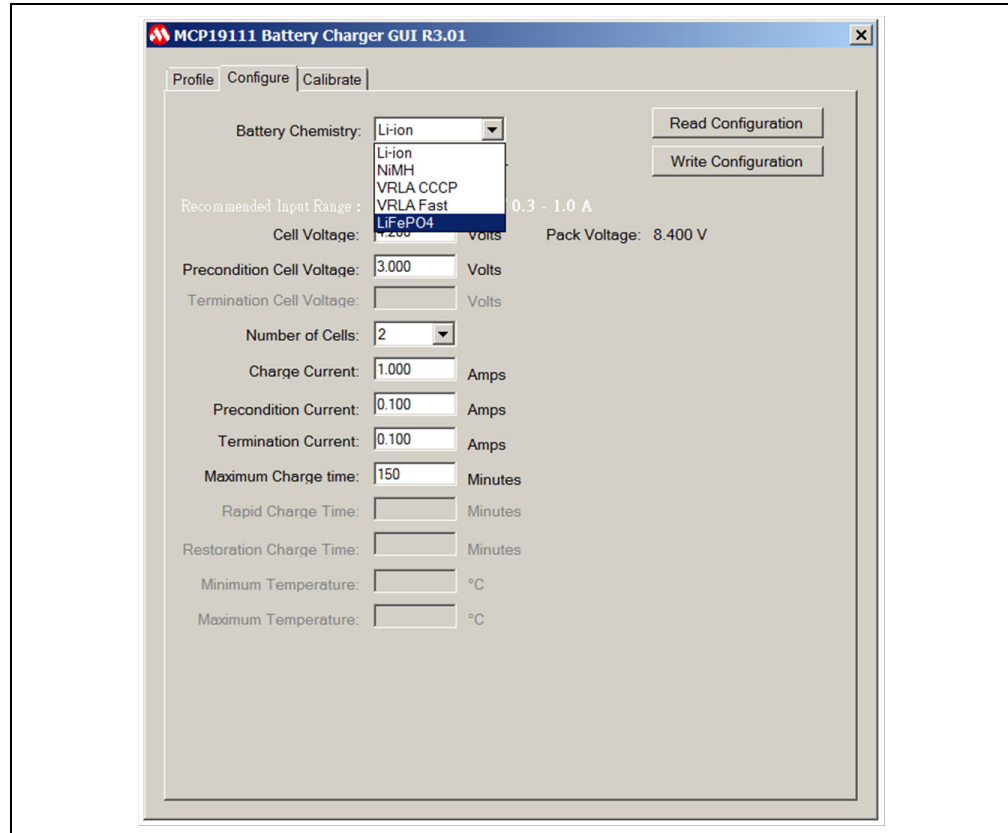 MCP19111 Battery Charger GUI R3.01
Profile Configure Calibrate
Battery Chemistry: Li-ion Read Configuration
Li-ion
NiMH Write Configuration
VRLA CCCP
VRLA Fast
Recommended Input Range : 0.3 - 1.0 A
LiFePO4
Cell Voltage: 4.200 Volts Pack Voltage: 8.400 V
Precondition Cell Voltage: 3.000 Volts
Termination Cell Voltage: Volts
Number of Cells: 2
Charge Current: 1.000 Amps
Precondition Current: 0.100 Amps
Termination Current: 0.100 Amps
Maximum Charge time: 150 Minutes
Rapid Charge Time: Minutes
Restoration Charge Time: Minutes
Minimum Temperature: °C
Maximum Temperature: °C